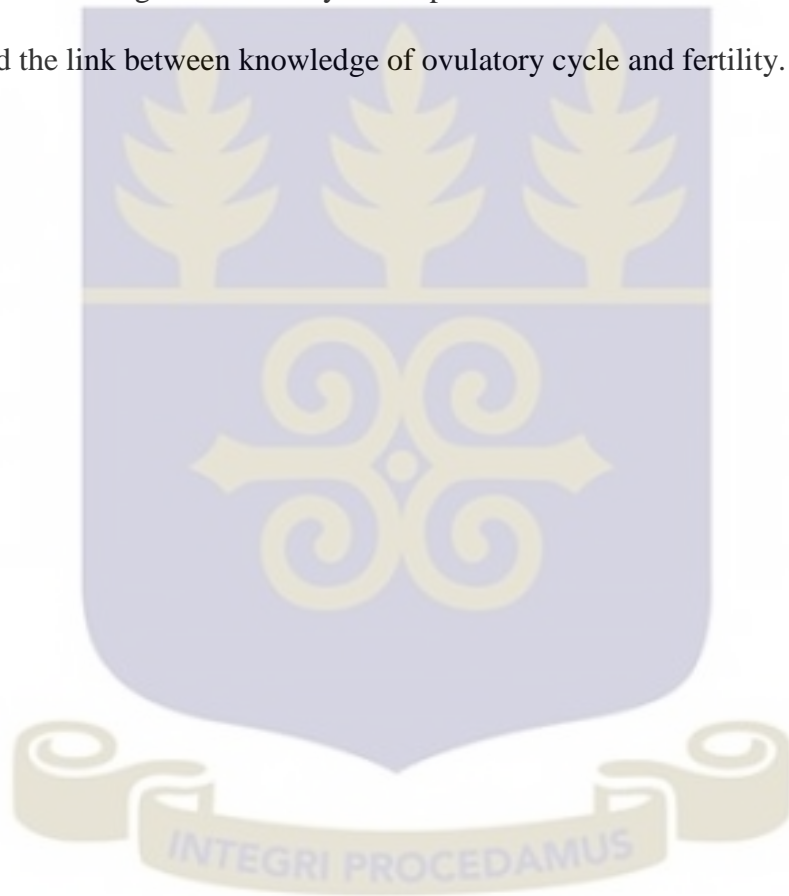 d the link between knowledge of ovulatory cycle and fertility.
INTEGRI PROCEDAMUS